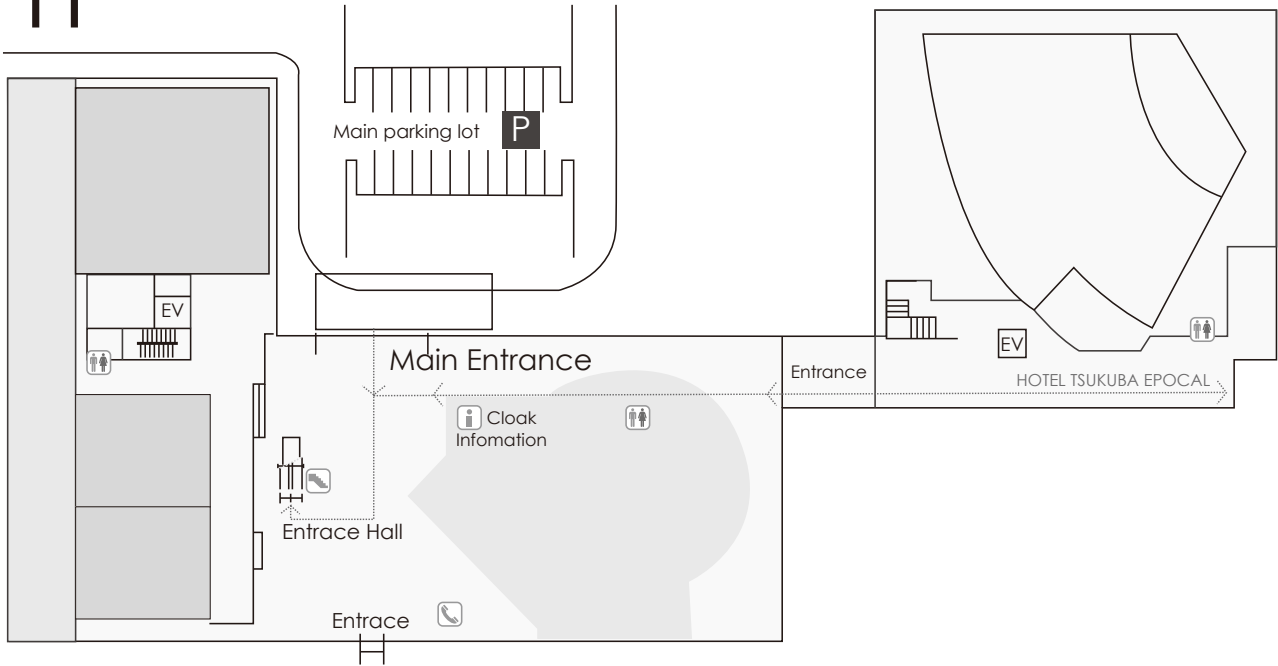 Main parking lot
P
EV
Main Entrance
Entrance
EV
HOTEL TSUKUBA EPOCAL
Cloak
Infomation
Entrace Hall
Entrace